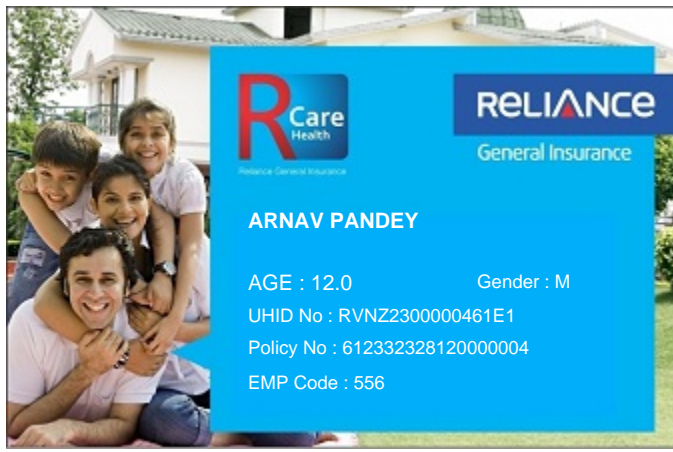 R Care
Health
Reliance General Insurance
RELIANCE
General Insurance
ARNAV PANDEY
AGE : 12.0 Gender : M
UHID No : RVNZ2300000461E1
Policy No : 612332328120000004
EMP Code : 556